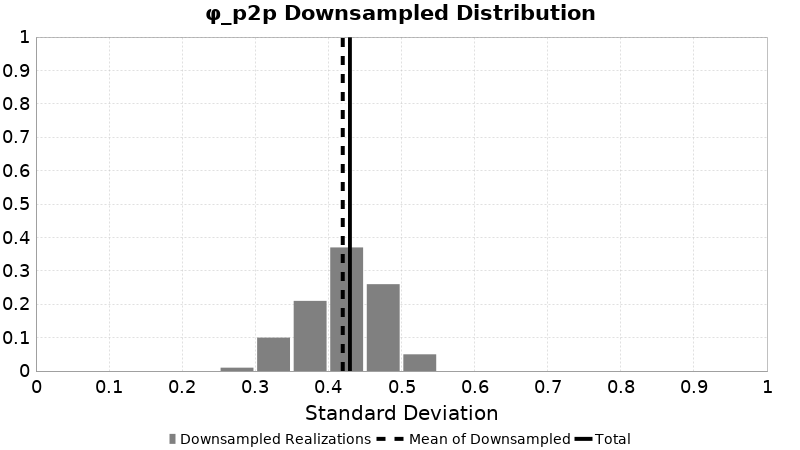 φ_p2p Downsampled Distribution
1
0.9
0.8
0.7
0.6
0.5
0.4
0.3
0.2
0.1
0
0 0.1 0.2 0.3 0.4 0.5 0.6 0.7 0.8 0.9 1
Standard Deviation
Downsampled Realizations Mean of Downsampled Total